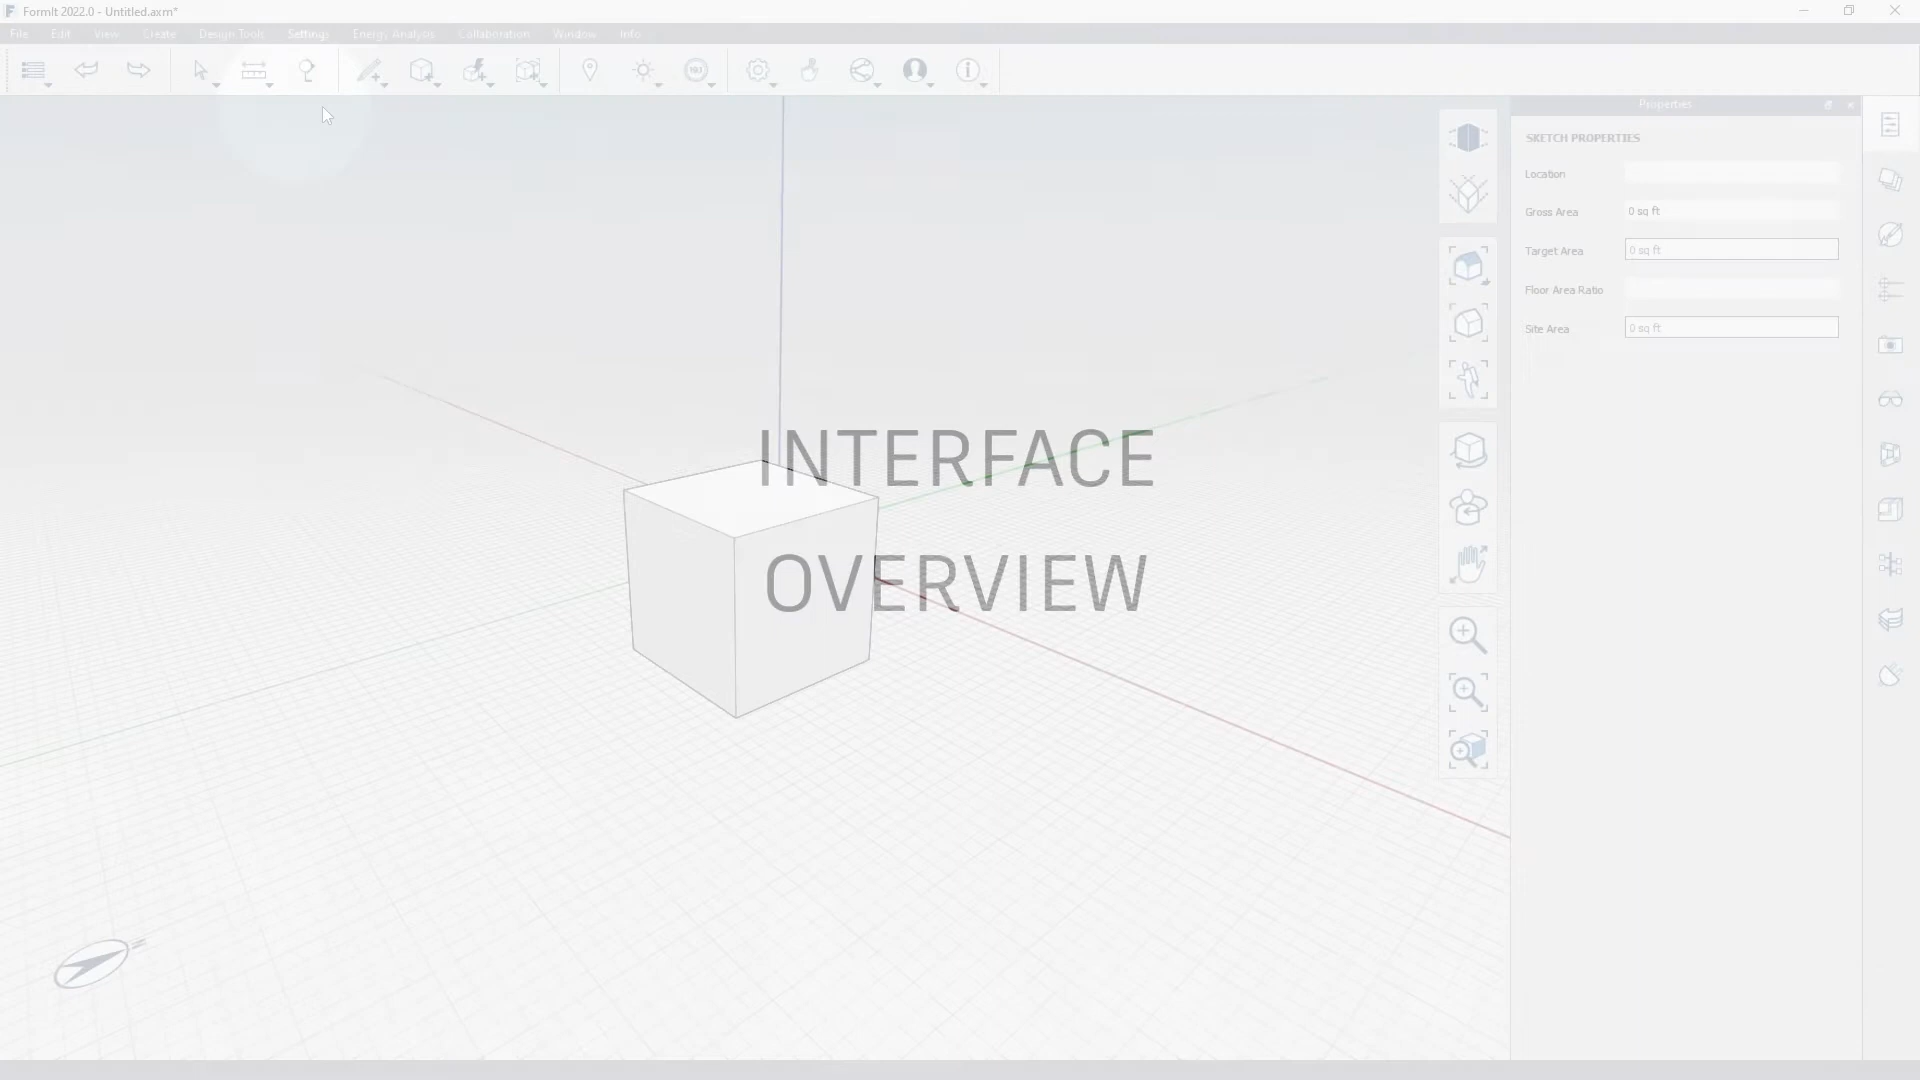 FormIt 2022.0 - Untitled.axm*
File Edit View Create Design Tools Settings Energy Analysis Collaboration Window Info
Properties
SKETCH PROPERTIES
Location
Gross Area 0 sq ft
Target Area 0 sq ft
Floor Area Ratio
Site Area 0 sq ft
INTERFACE
OVERVIEW